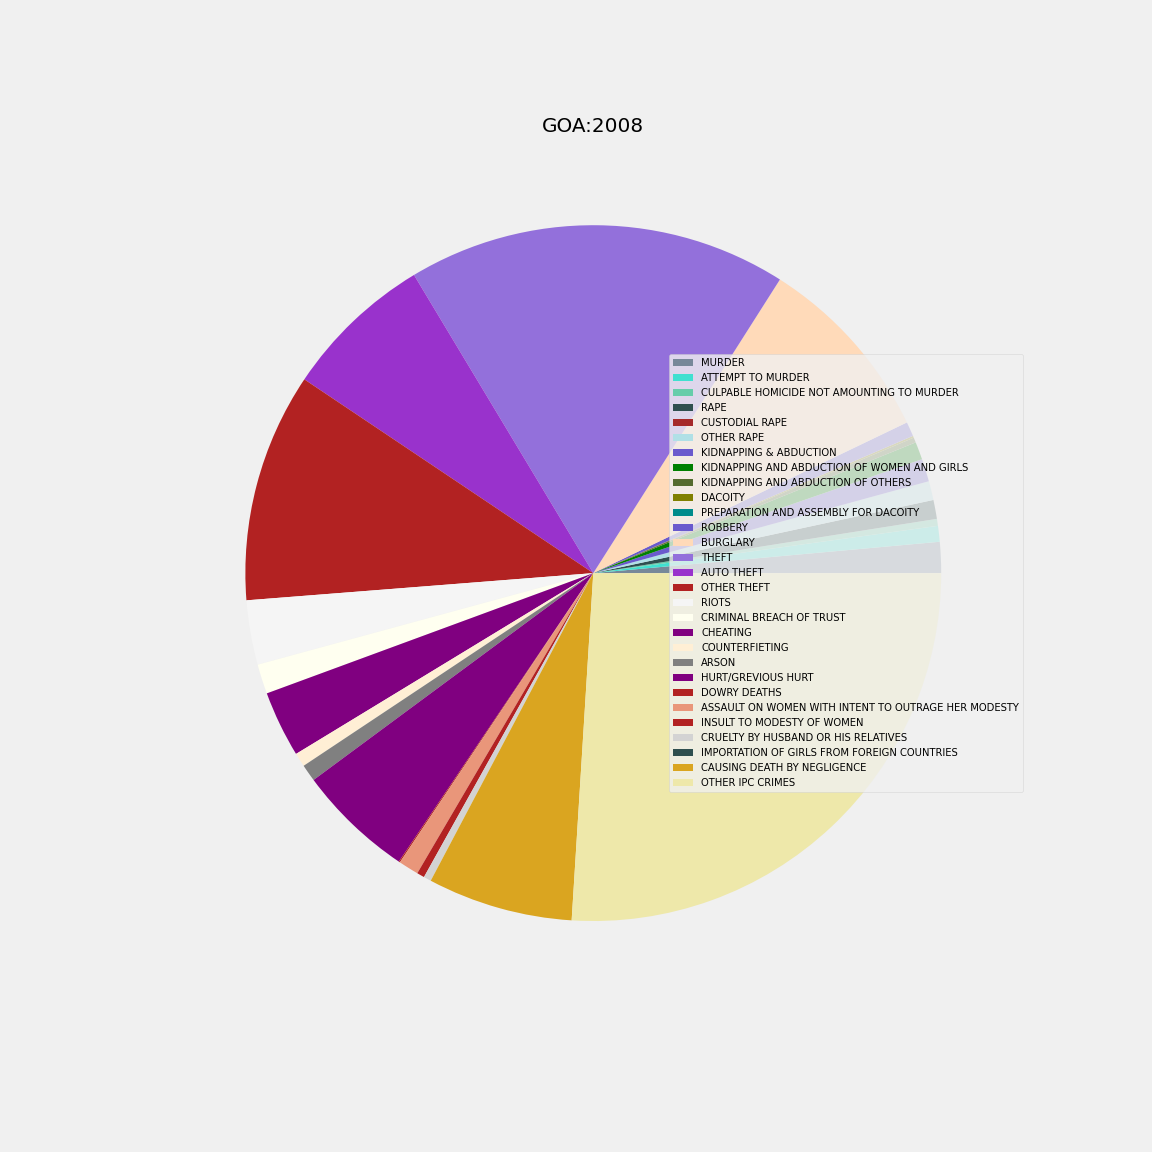 GOA:2008
MURDER
ATTEMPT TO MURDER
CULPABLE HOMICIDE NOT AMOUNTING TO MURDER
RAPE
CUSTODIAL RAPE
OTHER RAPE
KIDNAPPING & ABDUCTION
KIDNAPPING AND ABDUCTION OF WOMEN AND GIRLS
KIDNAPPING AND ABDUCTION OF OTHERS
DACOITY
PREPARATION AND ASSEMBLY FOR DACOITY
ROBBERY
BURGLARY
THEFT
AUTO THEFT
OTHER THEFT
RIOTS
CRIMINAL BREACH OF TRUST
CHEATING
COUNTERFIETING
ARSON
HURT/GREVIOUS HURT
DOWRY DEATHS
ASSAULT ON WOMEN WITH INTENT TO OUTRAGE HER MODESTY
INSULT TO MODESTY OF WOMEN
CRUELTY BY HUSBAND OR HIS RELATIVES
IMPORTATION OF GIRLS FROM FOREIGN COUNTRIES
CAUSING DEATH BY NEGLIGENCE
OTHER IPC CRIMES